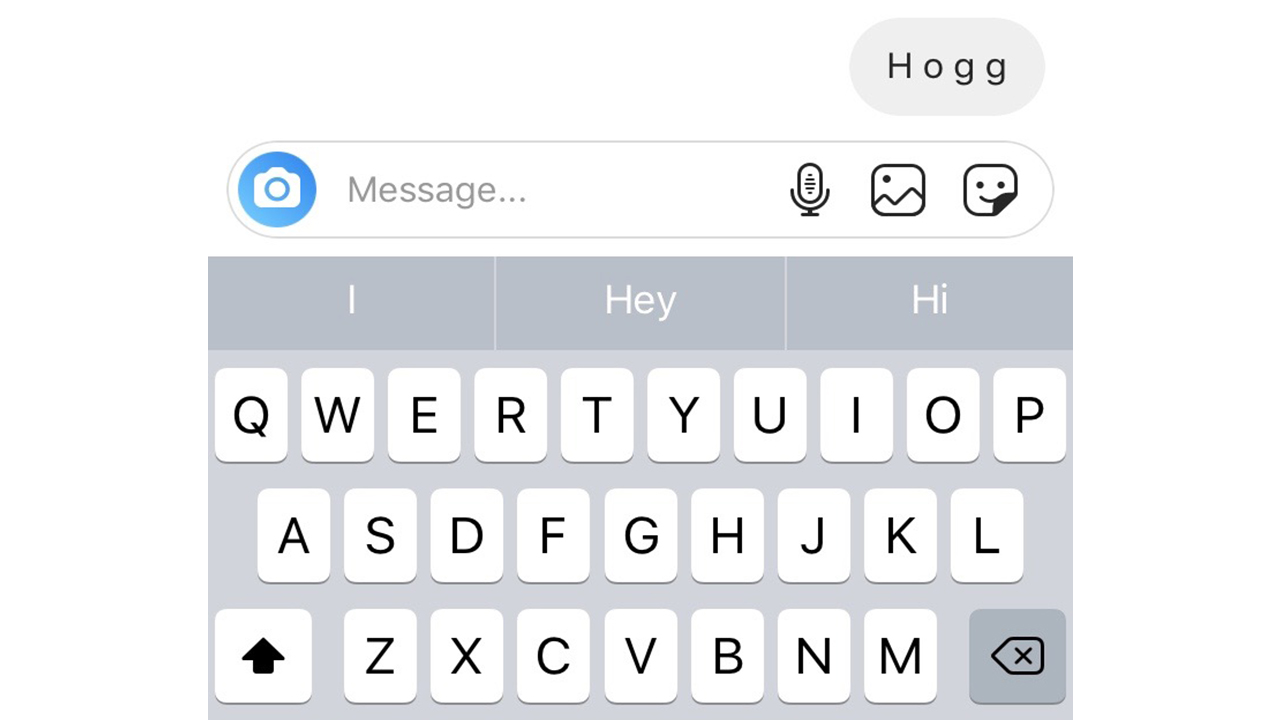 H o g g
Message...
I Hey Hi
Q W E R T Y U I O P
A S D F G H J K L
Z X C V B N M